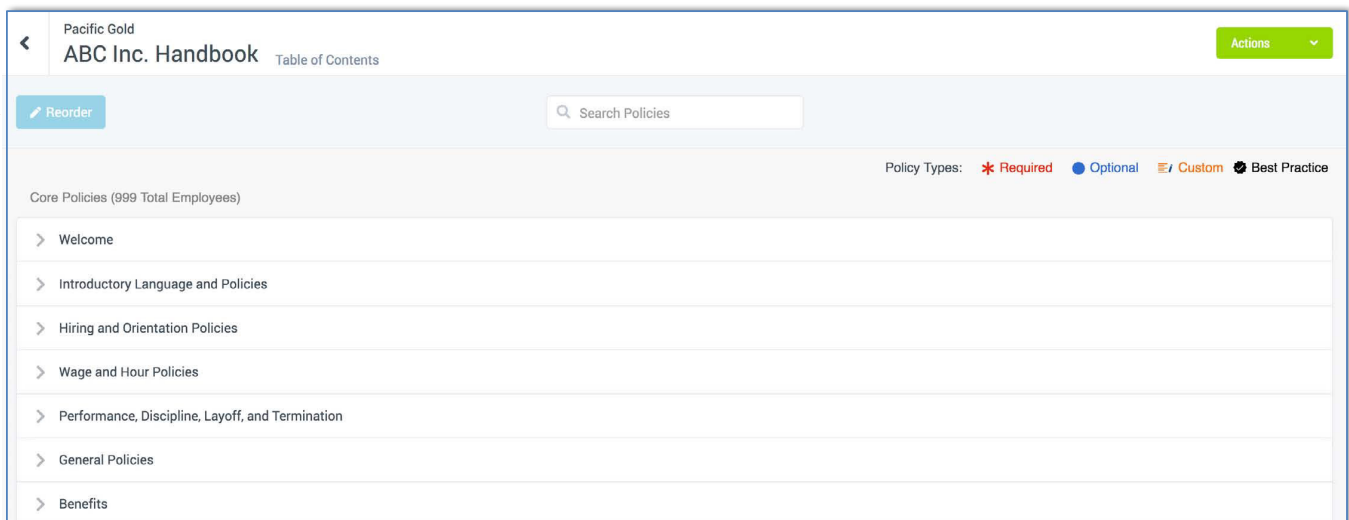 Pacific Gold
ABC Inc. Handbook Table of Contents
Actions
Reorder
Search Policies
Policy Types: Required Optional Custom Best Practice
Core Policies (999 Total Employees)
Welcome
Introductory Language and Policies
Hiring and Orientation Policies
Wage and Hour Policies
Performance, Discipline, Layoff, and Termination
General Policies
Benefits